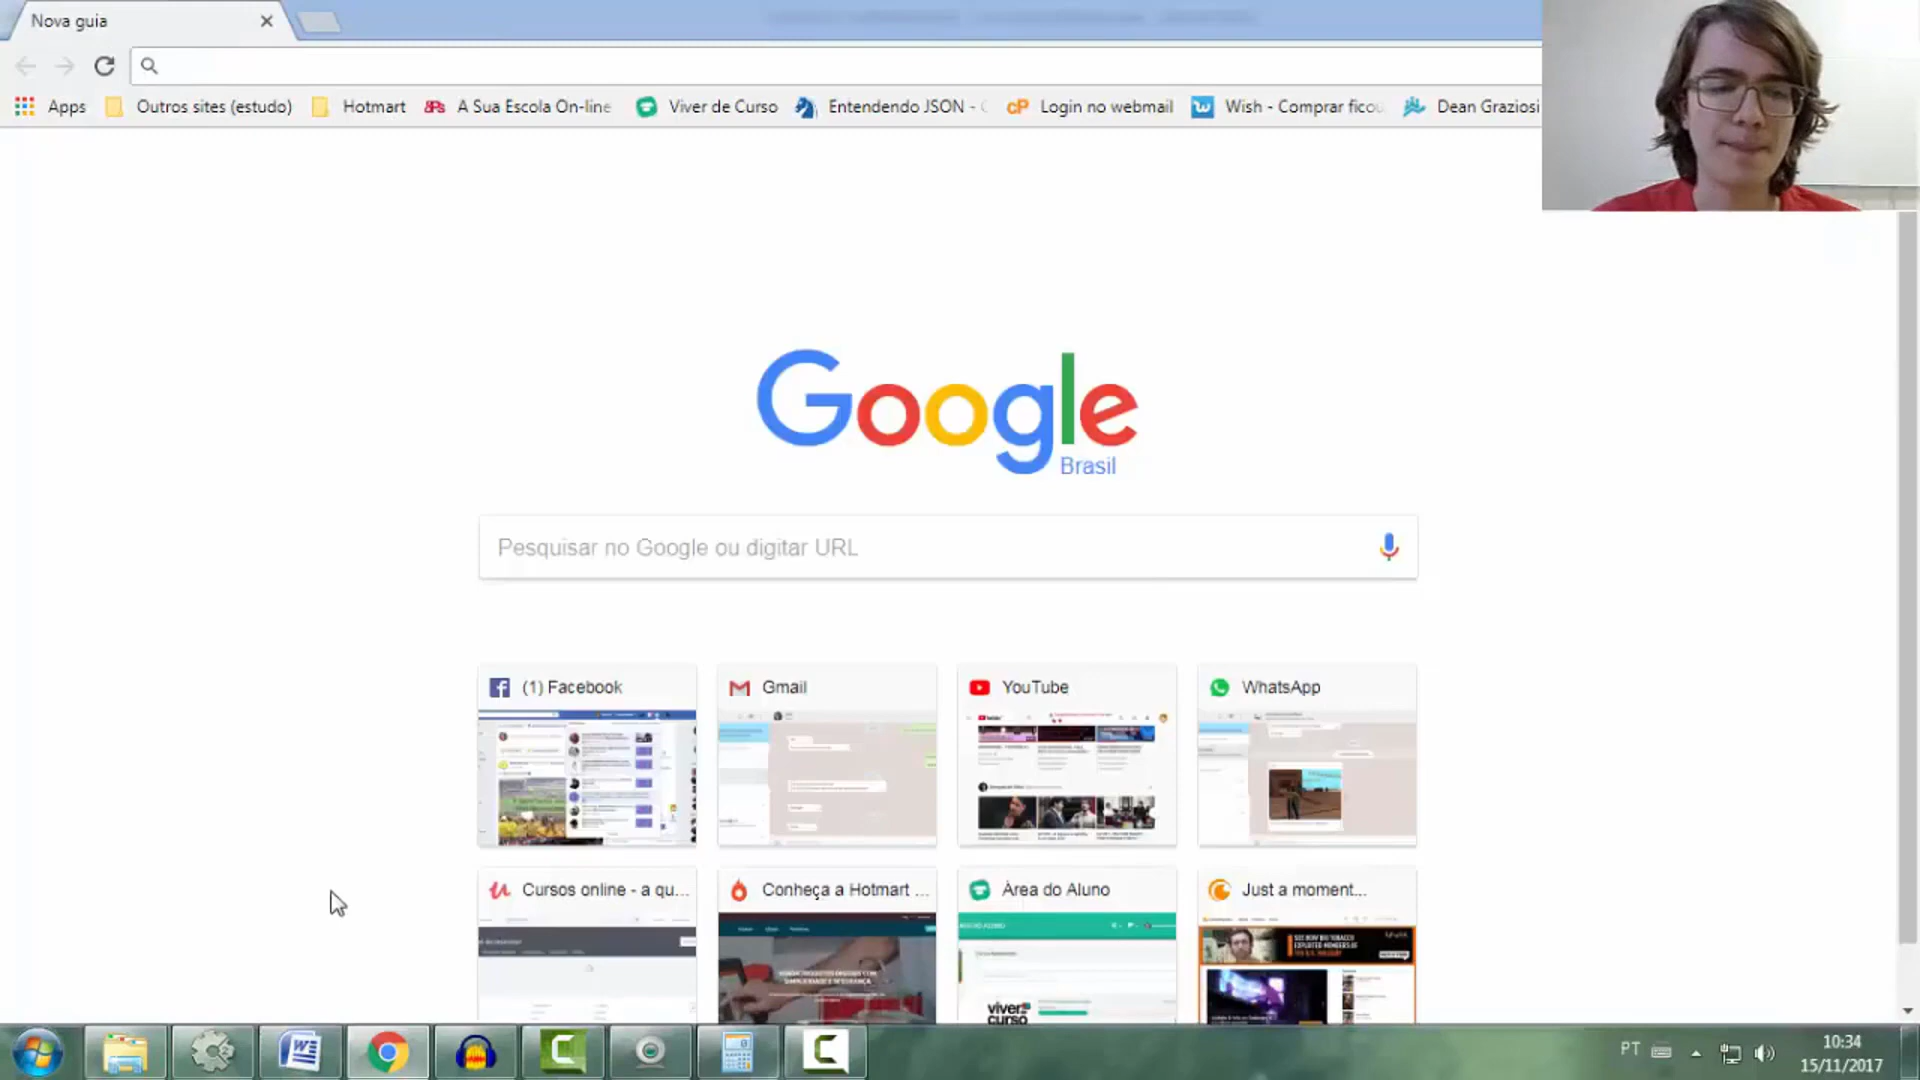 Nova guia
Apps
Outros sites (estudo)
Hotmart
A Sua Escola On-line
Viver de Curso
Entendendo JSON -
Login no webmail
Wish - Comprar ficou
Dean Graziosi
Google
Brasil
Pesquisar no Google ou digitar URL
(1) Facebook
Gmail
YouTube
WhatsApp
Cursos online - a qu...
Conheça a Hotmart ...
Área do Aluno
Just a moment...
viver
curso
PT
10:34
15/11/2017